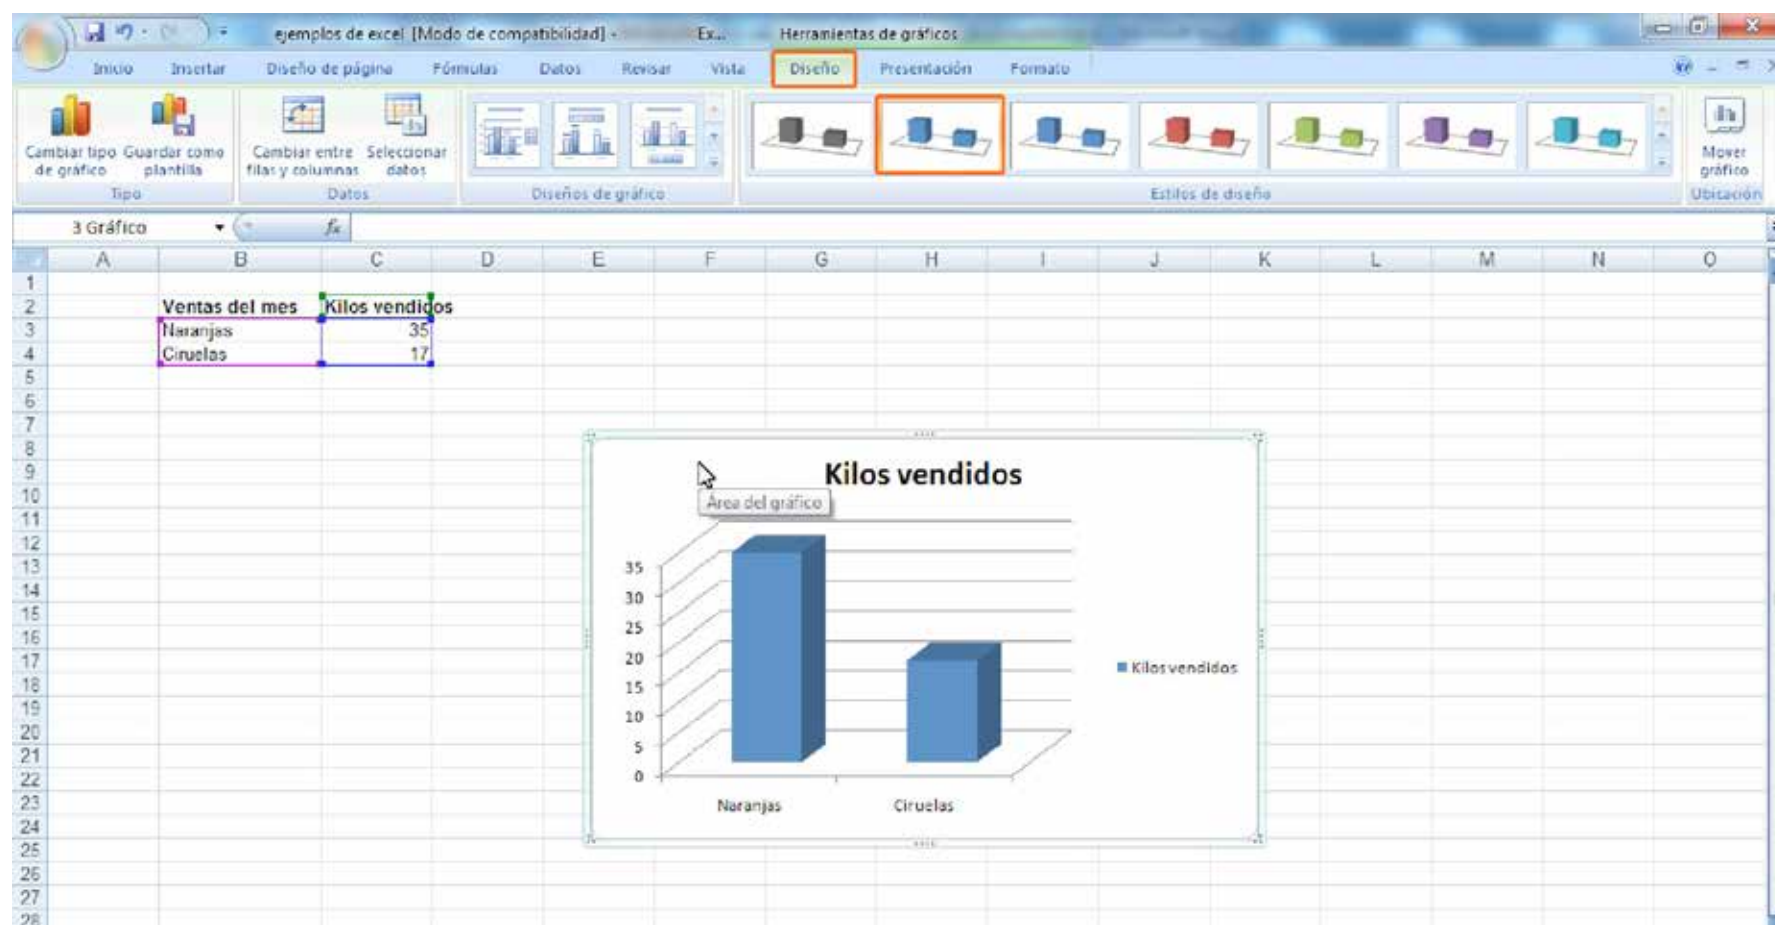 ejemplos de excel [Modo de compatibilidad] - Ex... Herramientas de gráficos
Inicio Insertar Diseño de página Fórmulas Datos Revisar Vista Diseño Presentación Formato
Cambiar tipo de gráfico
Guardar como plantilla
Cambiar entre filas y columnas
Seleccionar datos
Mover gráfico
Tipo Datos Diseños de gráfico Estilos de diseño Ubicación
3 Gráfico fx
A B C D E F G H I J K L M N O
1
2 Ventas del mes Kilos vendidos
3 Naranjas 35
4 Ciruelas 17
5
6
7
8
9
10
11
12
13
14
15
16
17
18
19
20
21
22
23
24
25
26
27
28
Kilos vendidos
Área del gráfico
35
30
25
20
15
10
5
0
Naranjas Ciruelas
Kilos vendidos